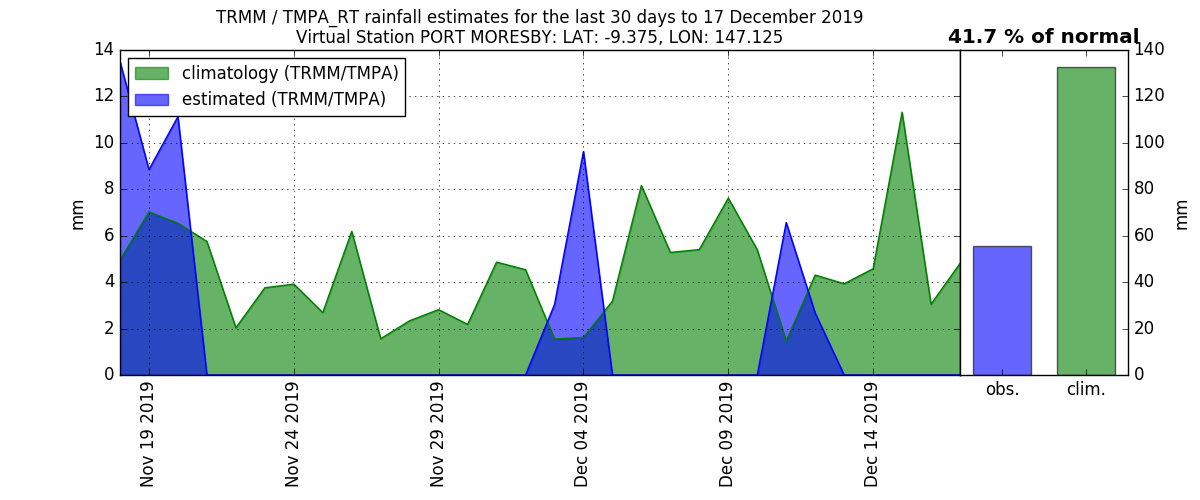 TRMM / TMPA_RT rainfall estimates for the last 30 days to 17 December 2019
Virtual Station PORT MORESBY: LAT: -9.375, LON: 147.125
41.7 % of normal
climatology (TRMM/TMPA)
estimated (TRMM/TMPA)
14
12
10
8
6
4
2
0
mm
Nov 19 2019
Nov 24 2019
Nov 29 2019
Dec 04 2019
Dec 09 2019
Dec 14 2019
obs.
clim.
140
120
100
80
60
40
20
0
mm